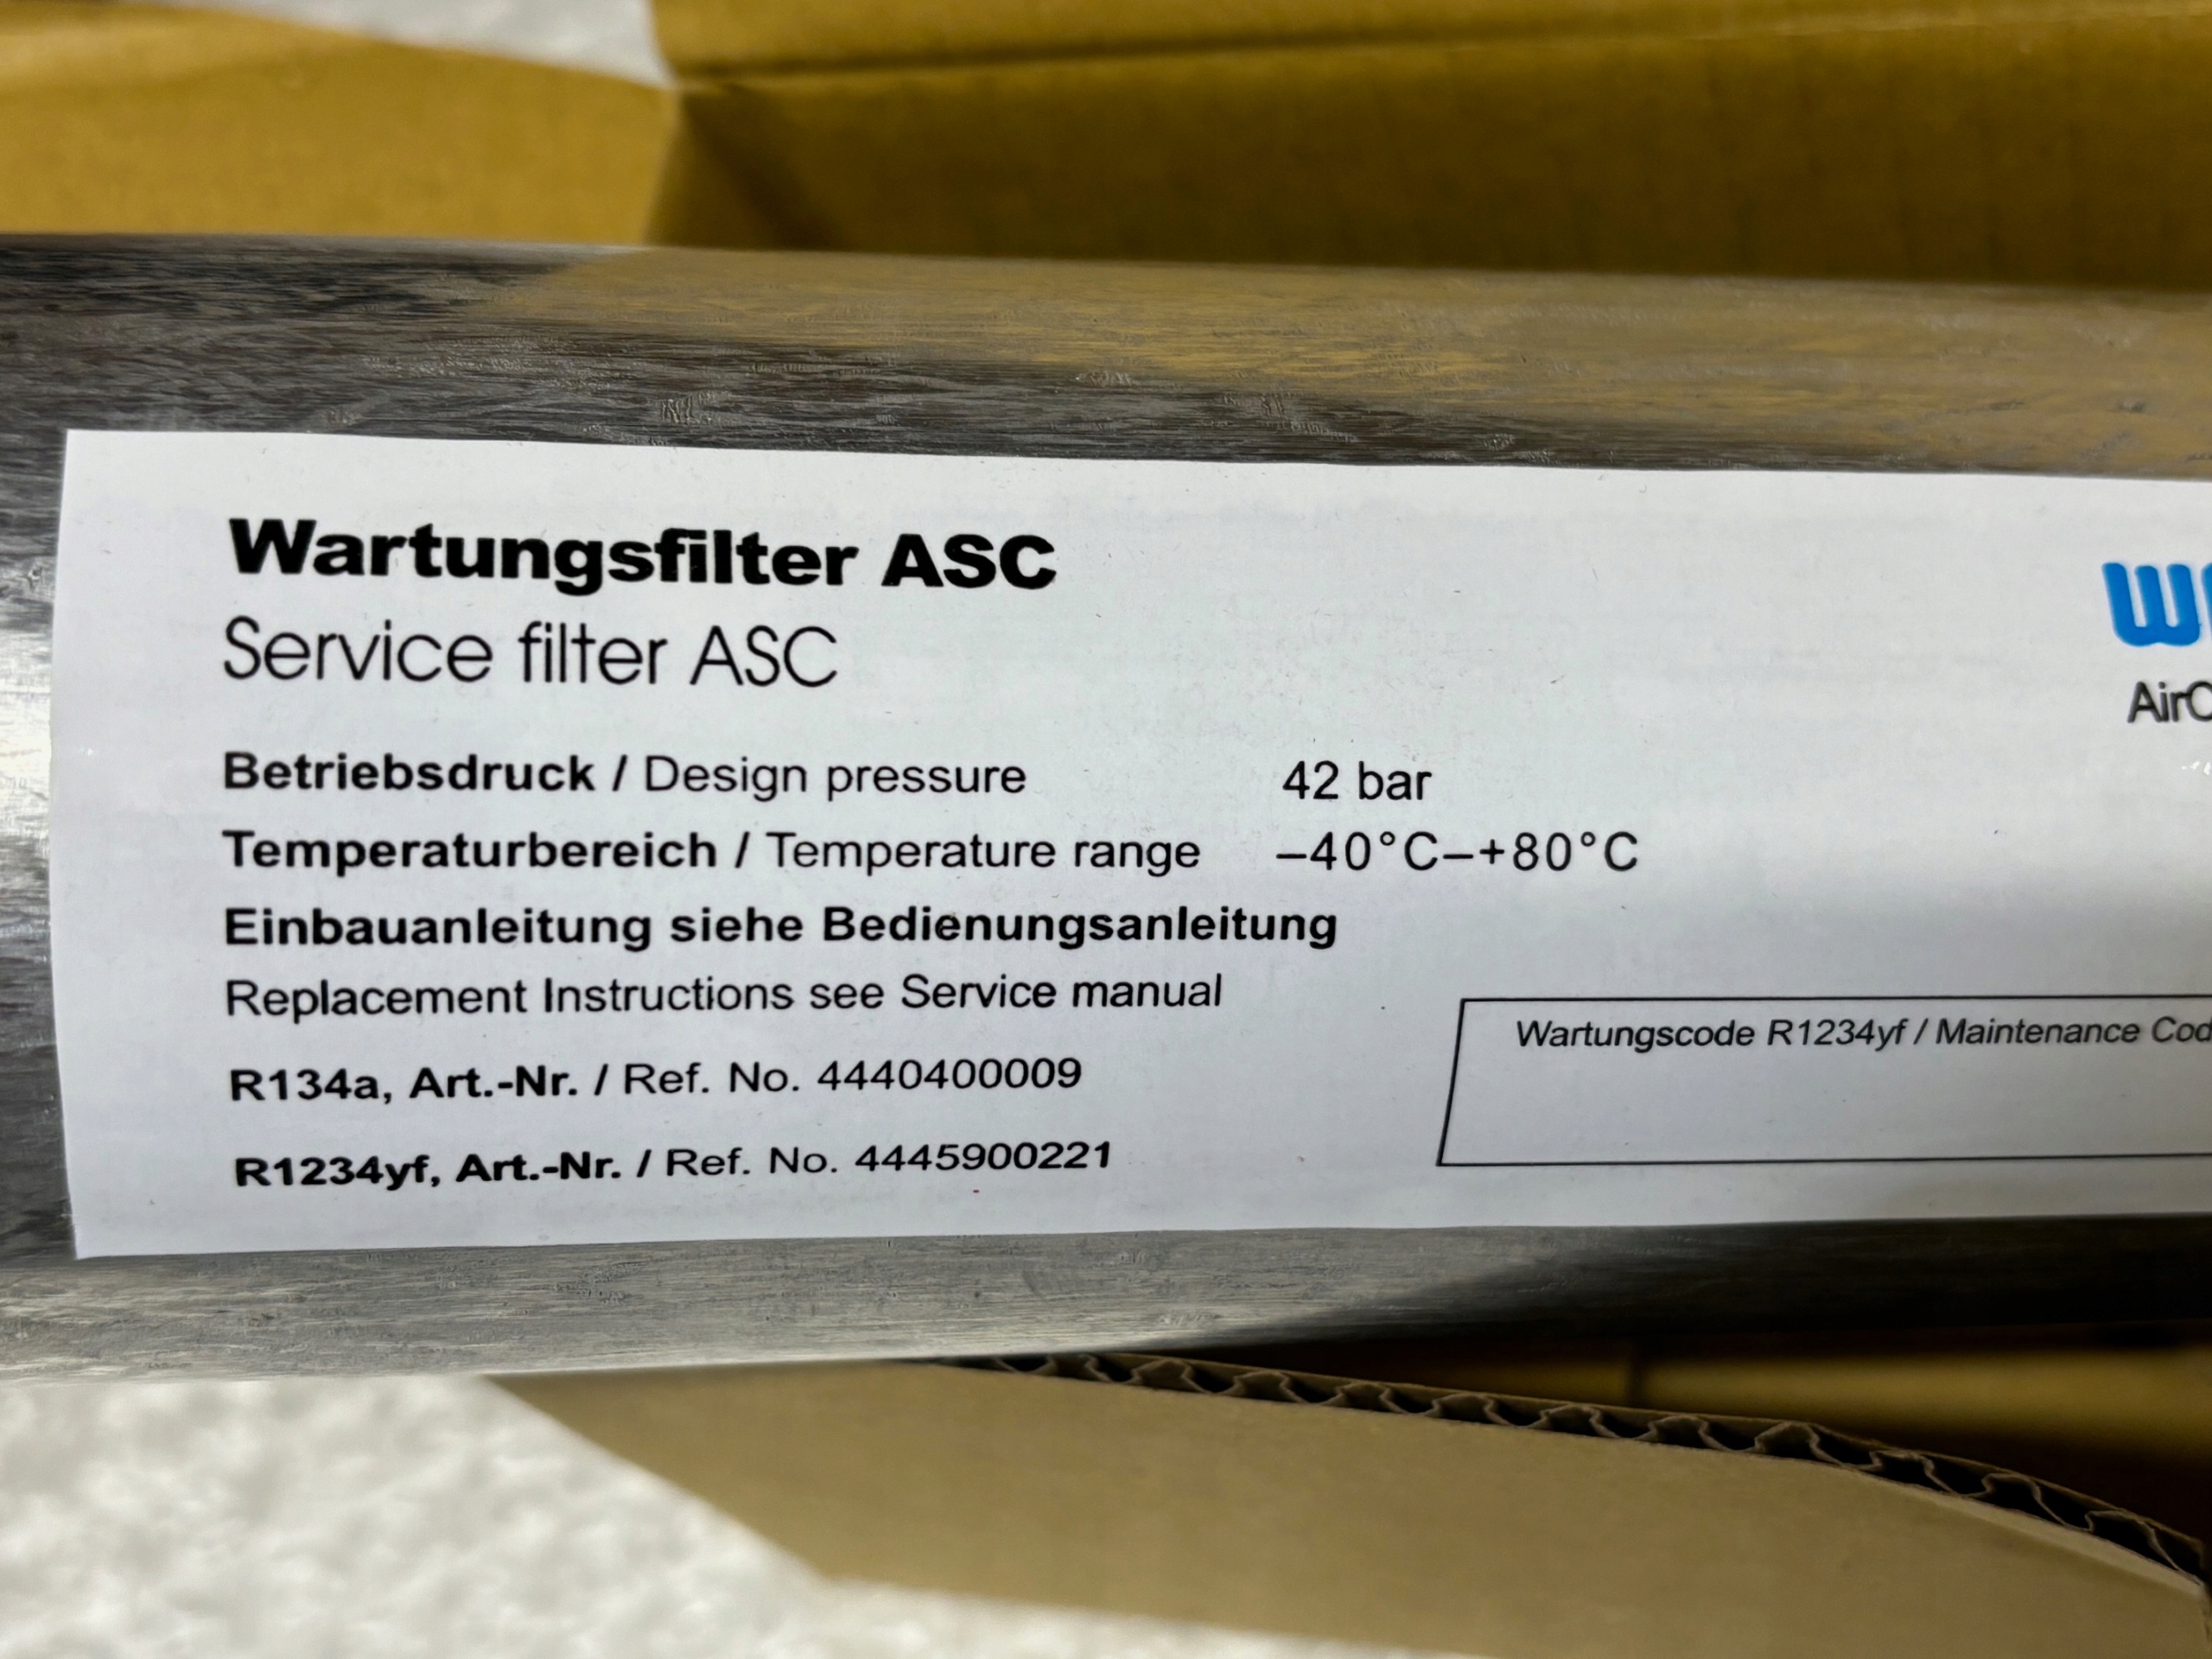 Wartungsfilter ASC
Service filter ASC
Betriebsdruck / Design pressure 42 bar
Temperaturbereich / Temperature range –40°C–+80°C
Einbauanleitung siehe Bedienungsanleitung
Replacement Instructions see Service manual
R134a, Art.-Nr. / Ref. No. 4440400009
R1234yf, Art.-Nr. / Ref. No. 4445900221
Wartungscode R1234yf / Maintenance